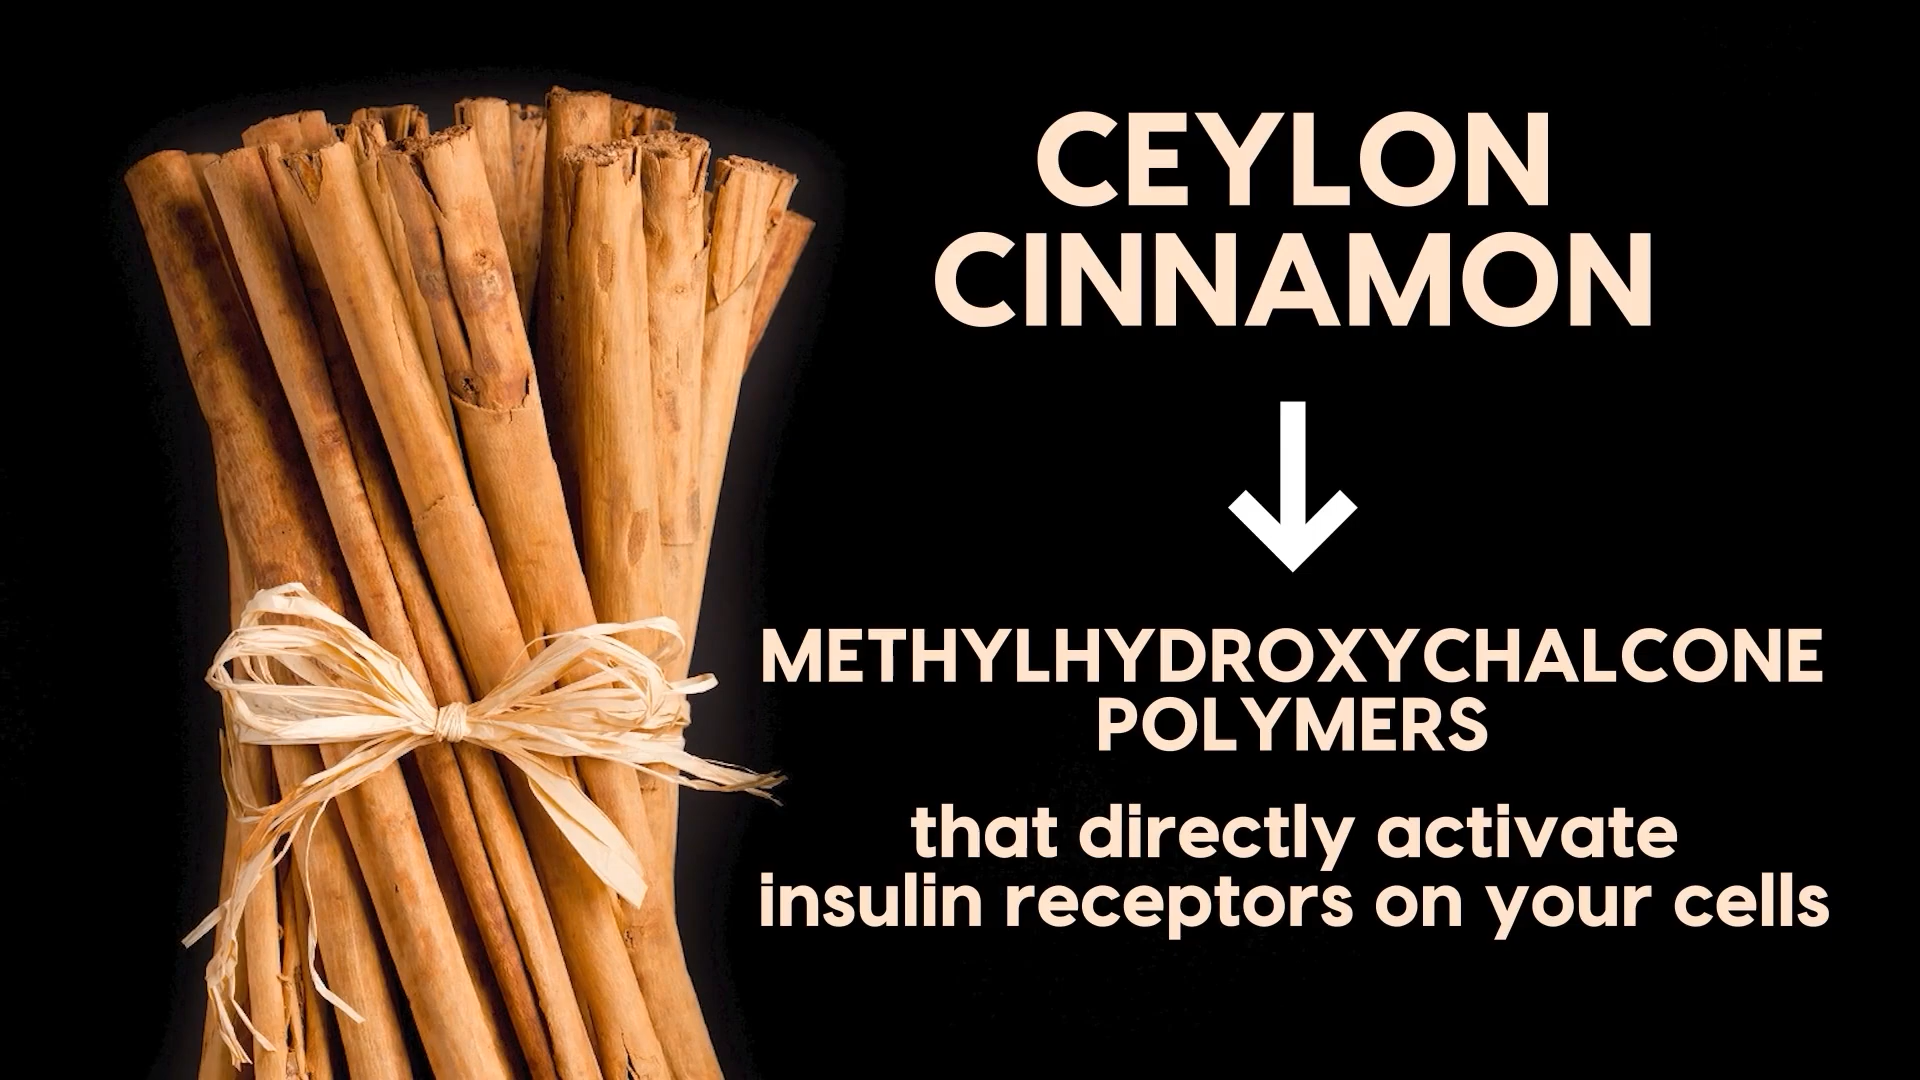 CEYLON
CINNAMON
METHYLHYDROXYCHALCONE
POLYMERS
that directly activate
insulin receptors on your cells